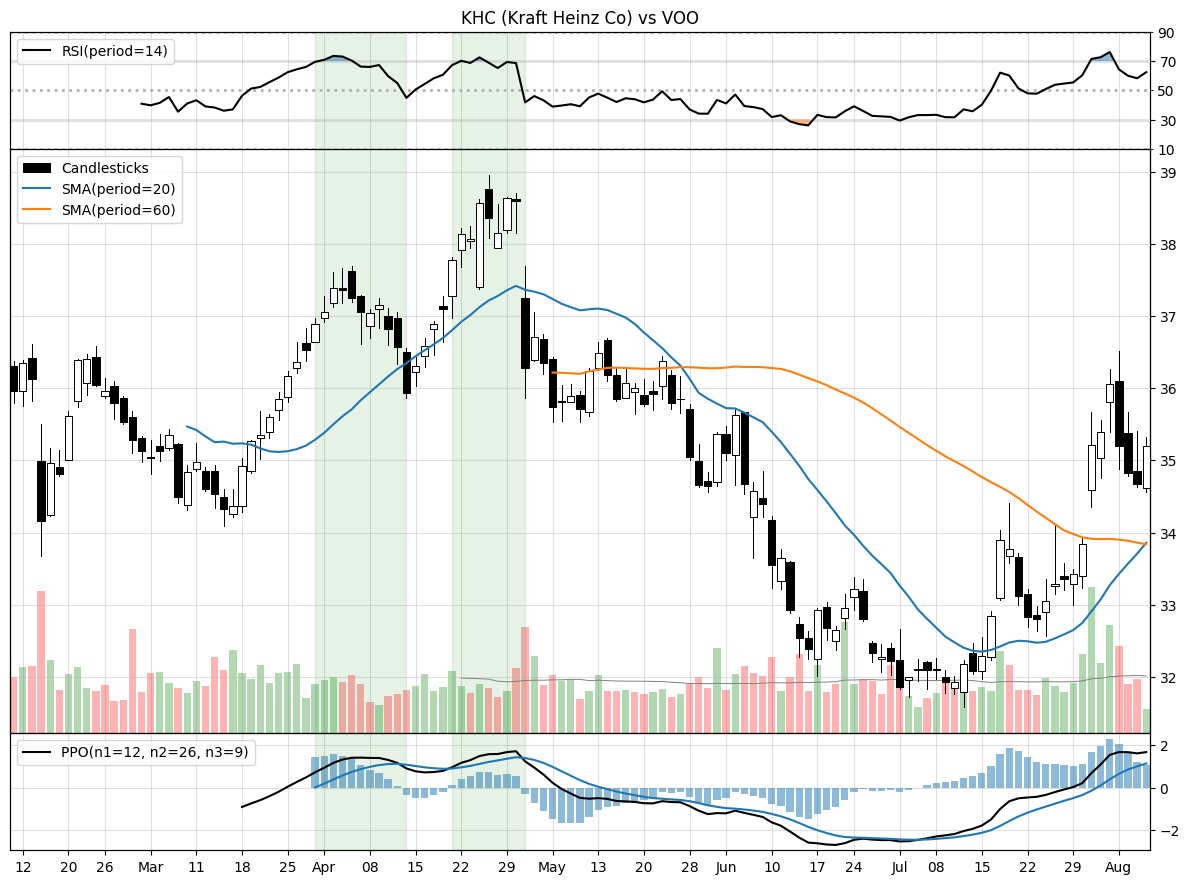 KHC (Kraft Heinz Co) vs VOO
RSI(period=14)
90
70
50
30
10
Candlesticks
SMA(period=20)
SMA(period=60)
39
38
37
36
35
34
33
32
PPO(n1=12, n2=26, n3=9)
2
0
−2
12 20 26 Mar 11 18 25 Apr 08 15 22 29 May 13 20 28 Jun 10 17 24 Jul 08 15 22 29 Aug